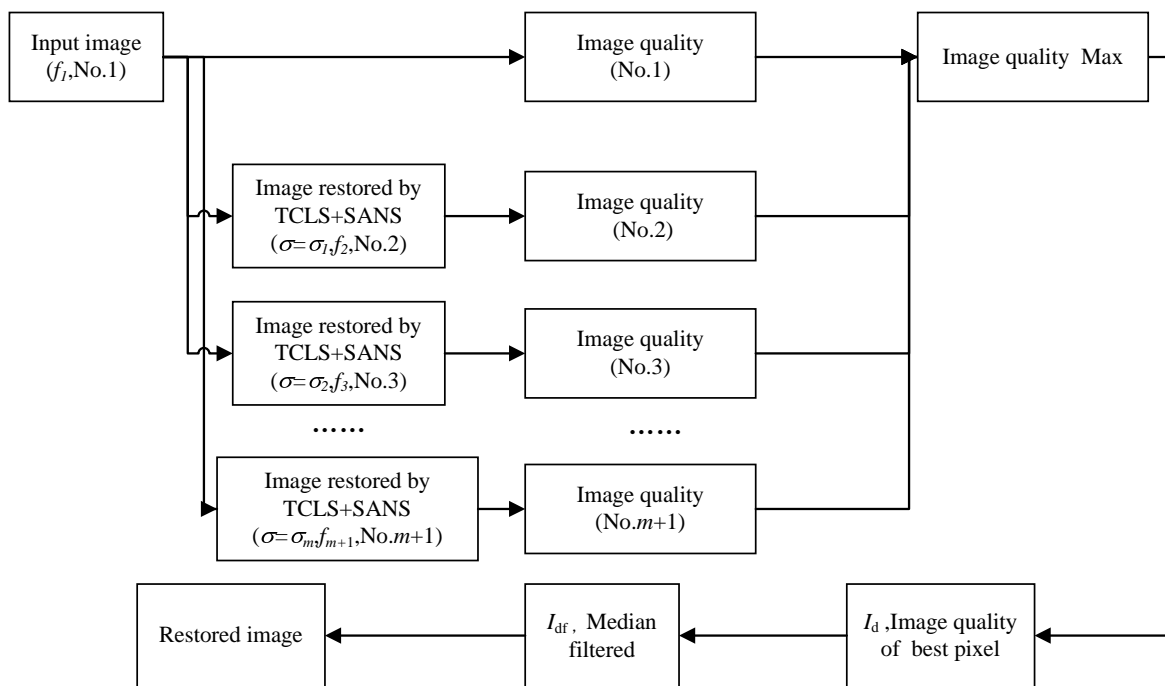 Input image
(f1,No.1)
Image quality
(No.1)
Image quality Max
Image restored by
TCLS+SANS
(σ=σ1,f2,No.2)
Image quality
(No.2)
Image restored by
TCLS+SANS
(σ=σ2,f3,No.3)
Image quality
(No.3)
......
......
Image restored by
TCLS+SANS
(σ=σm,fm+1,No.m+1)
Image quality
(No.m+1)
Restored image
Idf, Median
filtered
Id ,Image quality
of best pixel